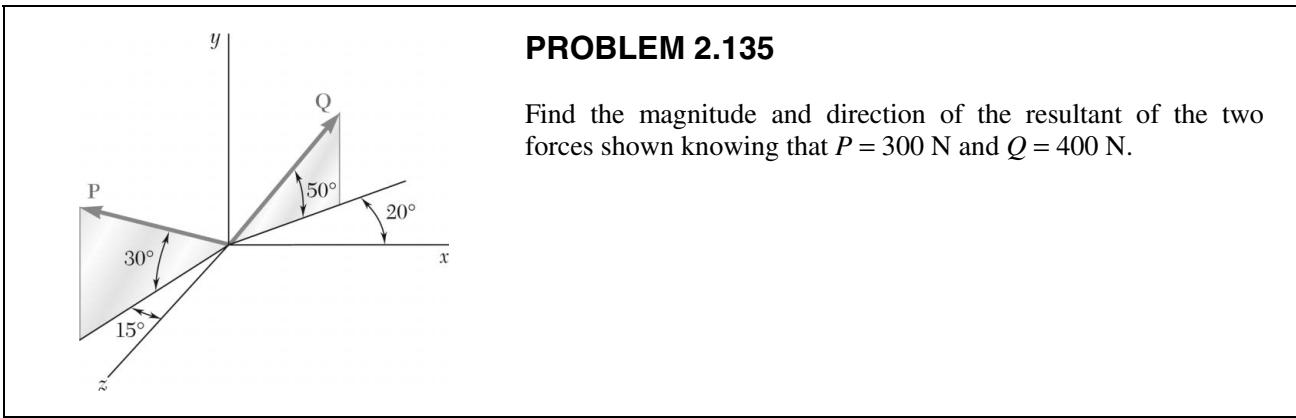 y
Q
P
50°
20°
30°
x
15°
z
PROBLEM 2.135
Find the magnitude and direction of the resultant of the two
forces shown knowing that P = 300 N and Q = 400 N.